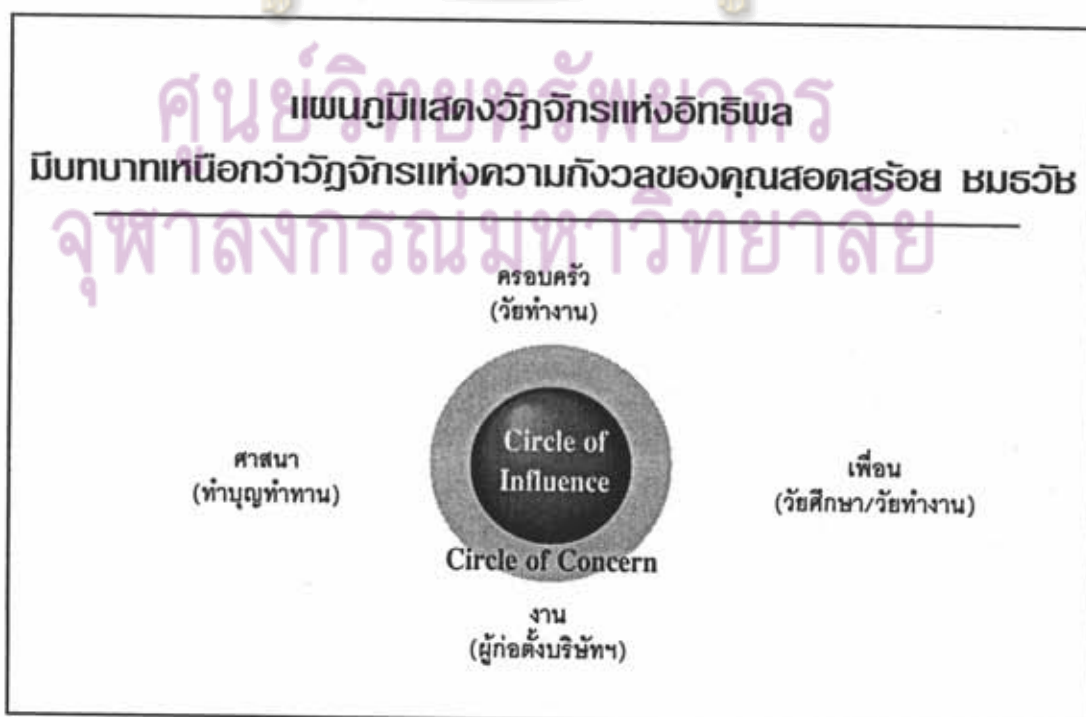 แผนภูมิแสดงวัฏจักรแห่งอิทธิพล
มีบทบาทเหนือกว่าวัฏจักรแห่งความกังวลของคุณสอดสร้อย ชมธวัช
ศูนย์วิทยทรัพยากร
จุฬาลงกรณ์มหาวิทยาลัย
ครอบครัว
(วัยทำงาน)
ศาสนา
(ทำบุญทำทาน)
Circle of
Influence
เพื่อน
(วัยศึกษา/วัยทำงาน)
Circle of Concern
งาน
(ผู้ก่อตั้งบริษัทฯ)